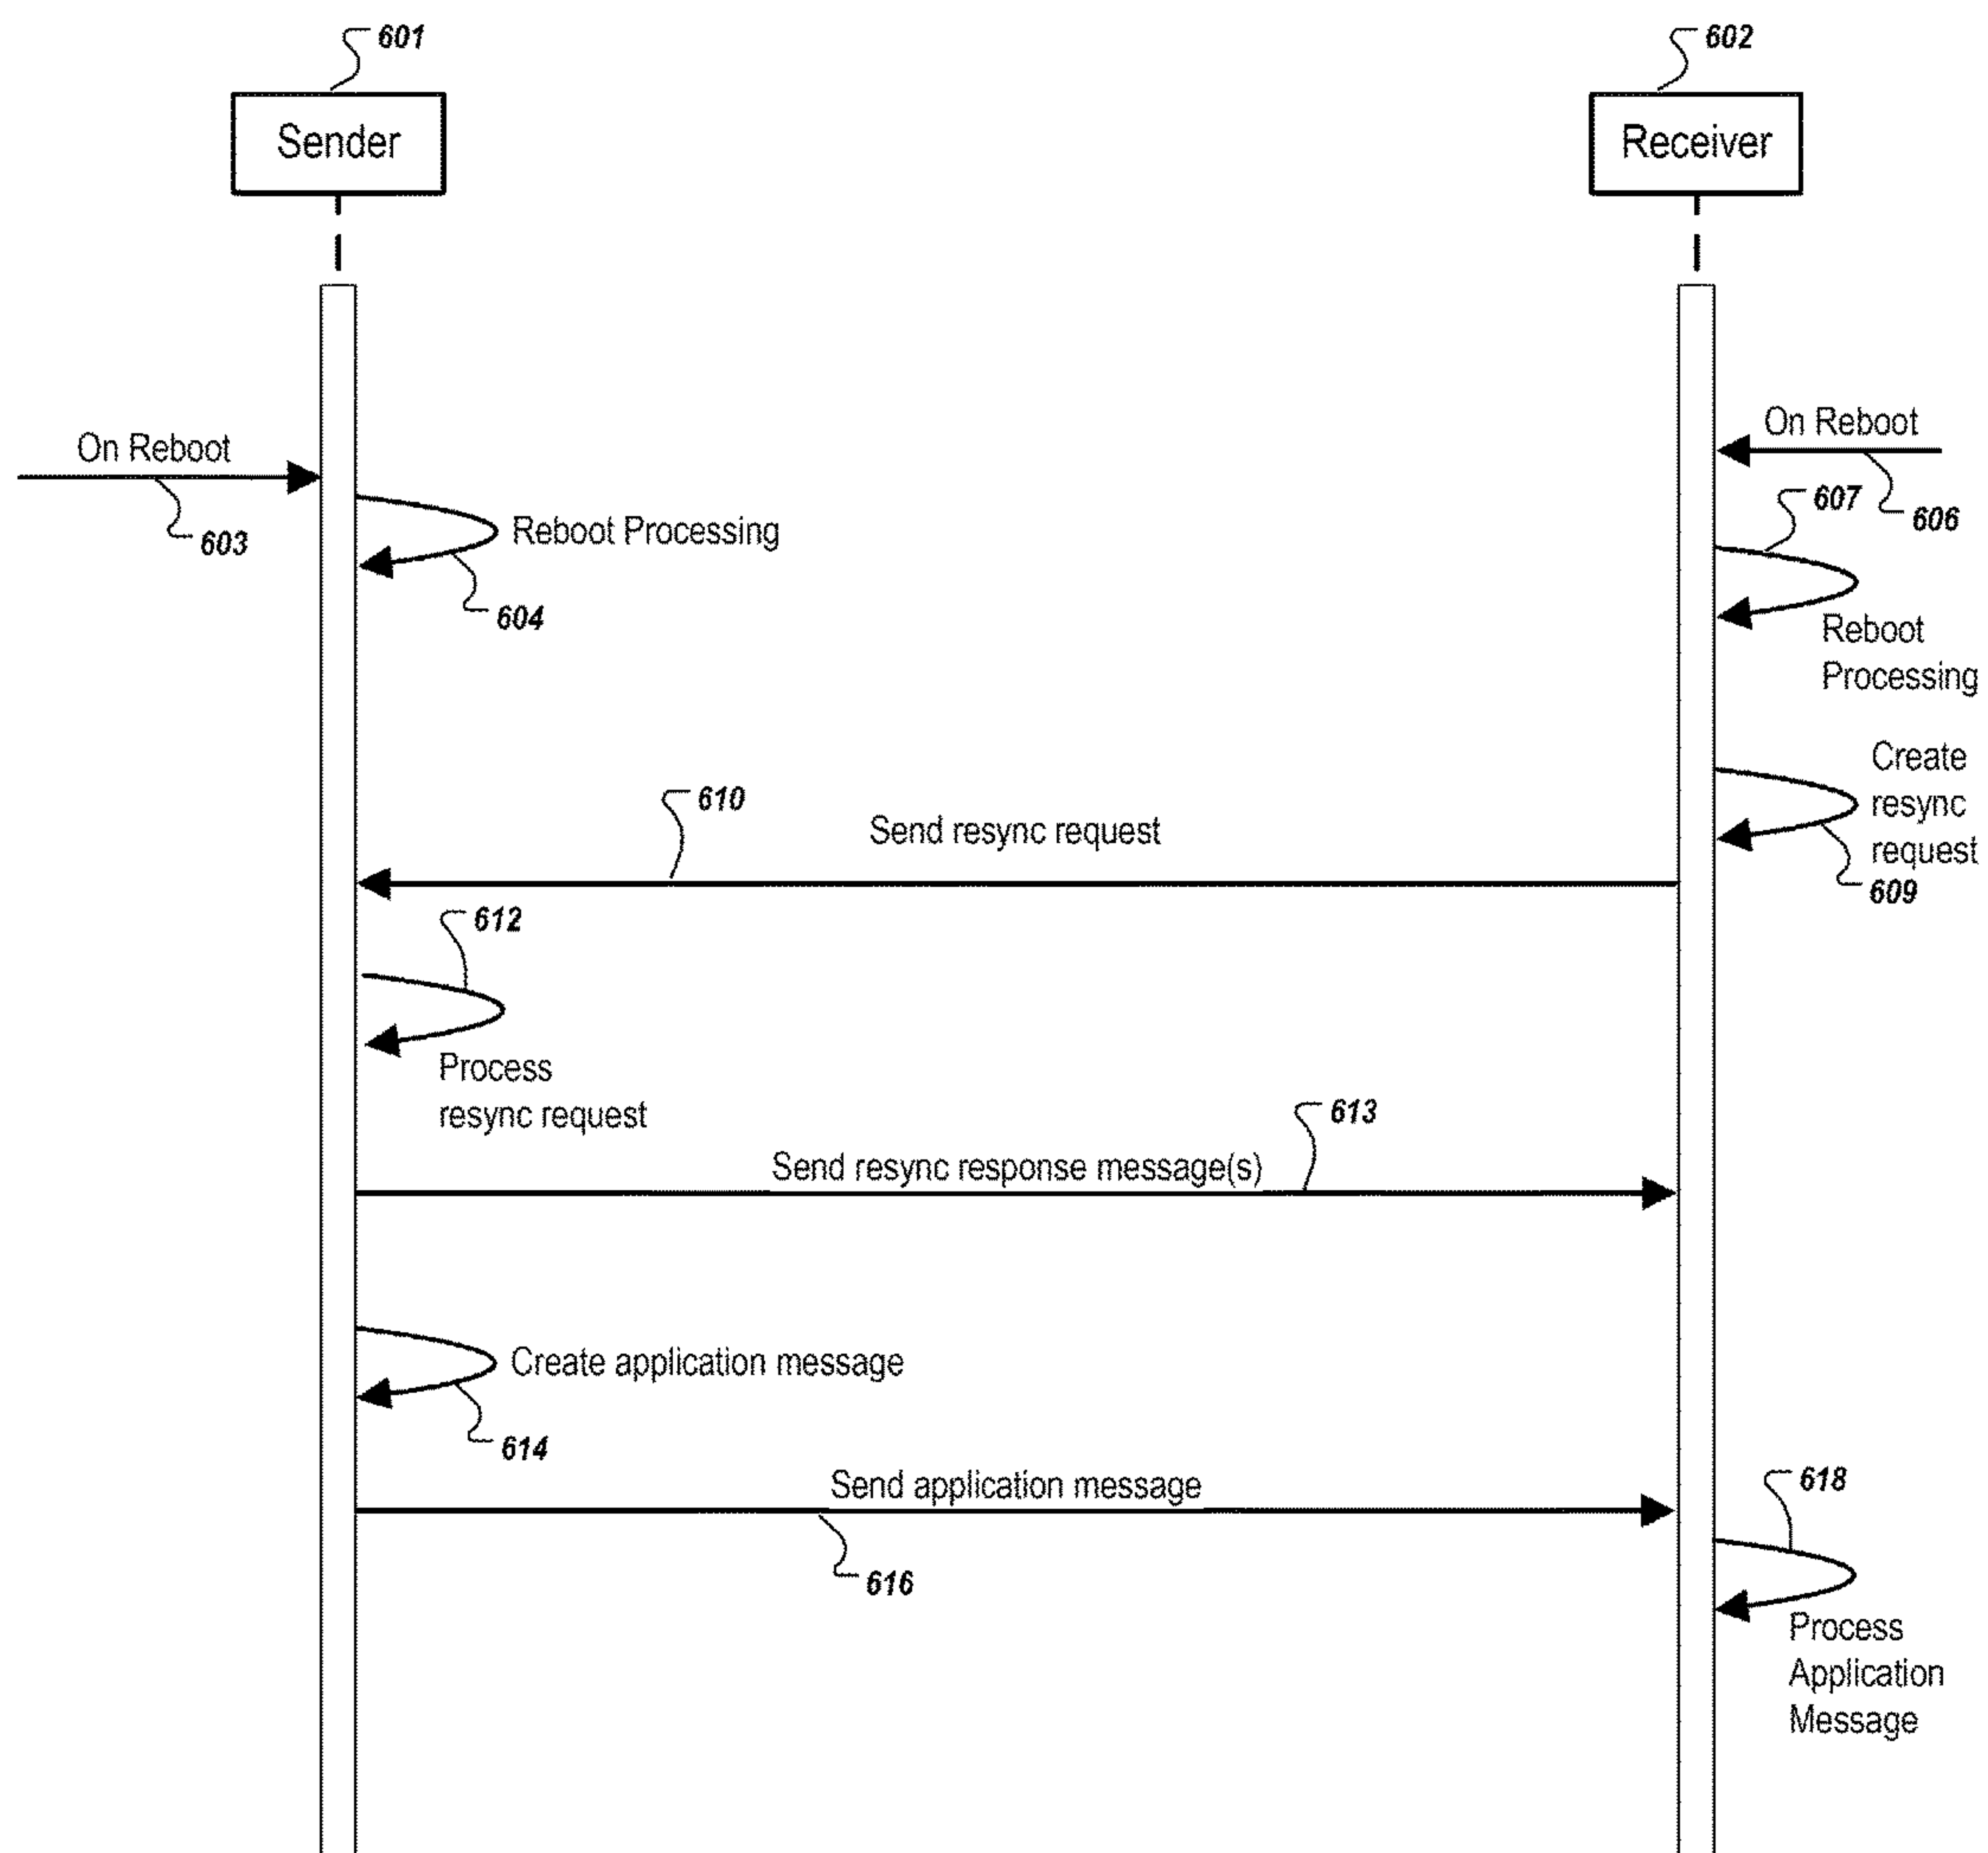 601
602
Sender
Receiver
On Reboot
On Reboot
603
606
607
Reboot Processing
604
Reboot
Processing
Create
resync
request
609
610
Send resync request
612
Process
resync request
613
Send resync response message(s)
Create application message
614
Send application message
616
618
Process
Application
Message